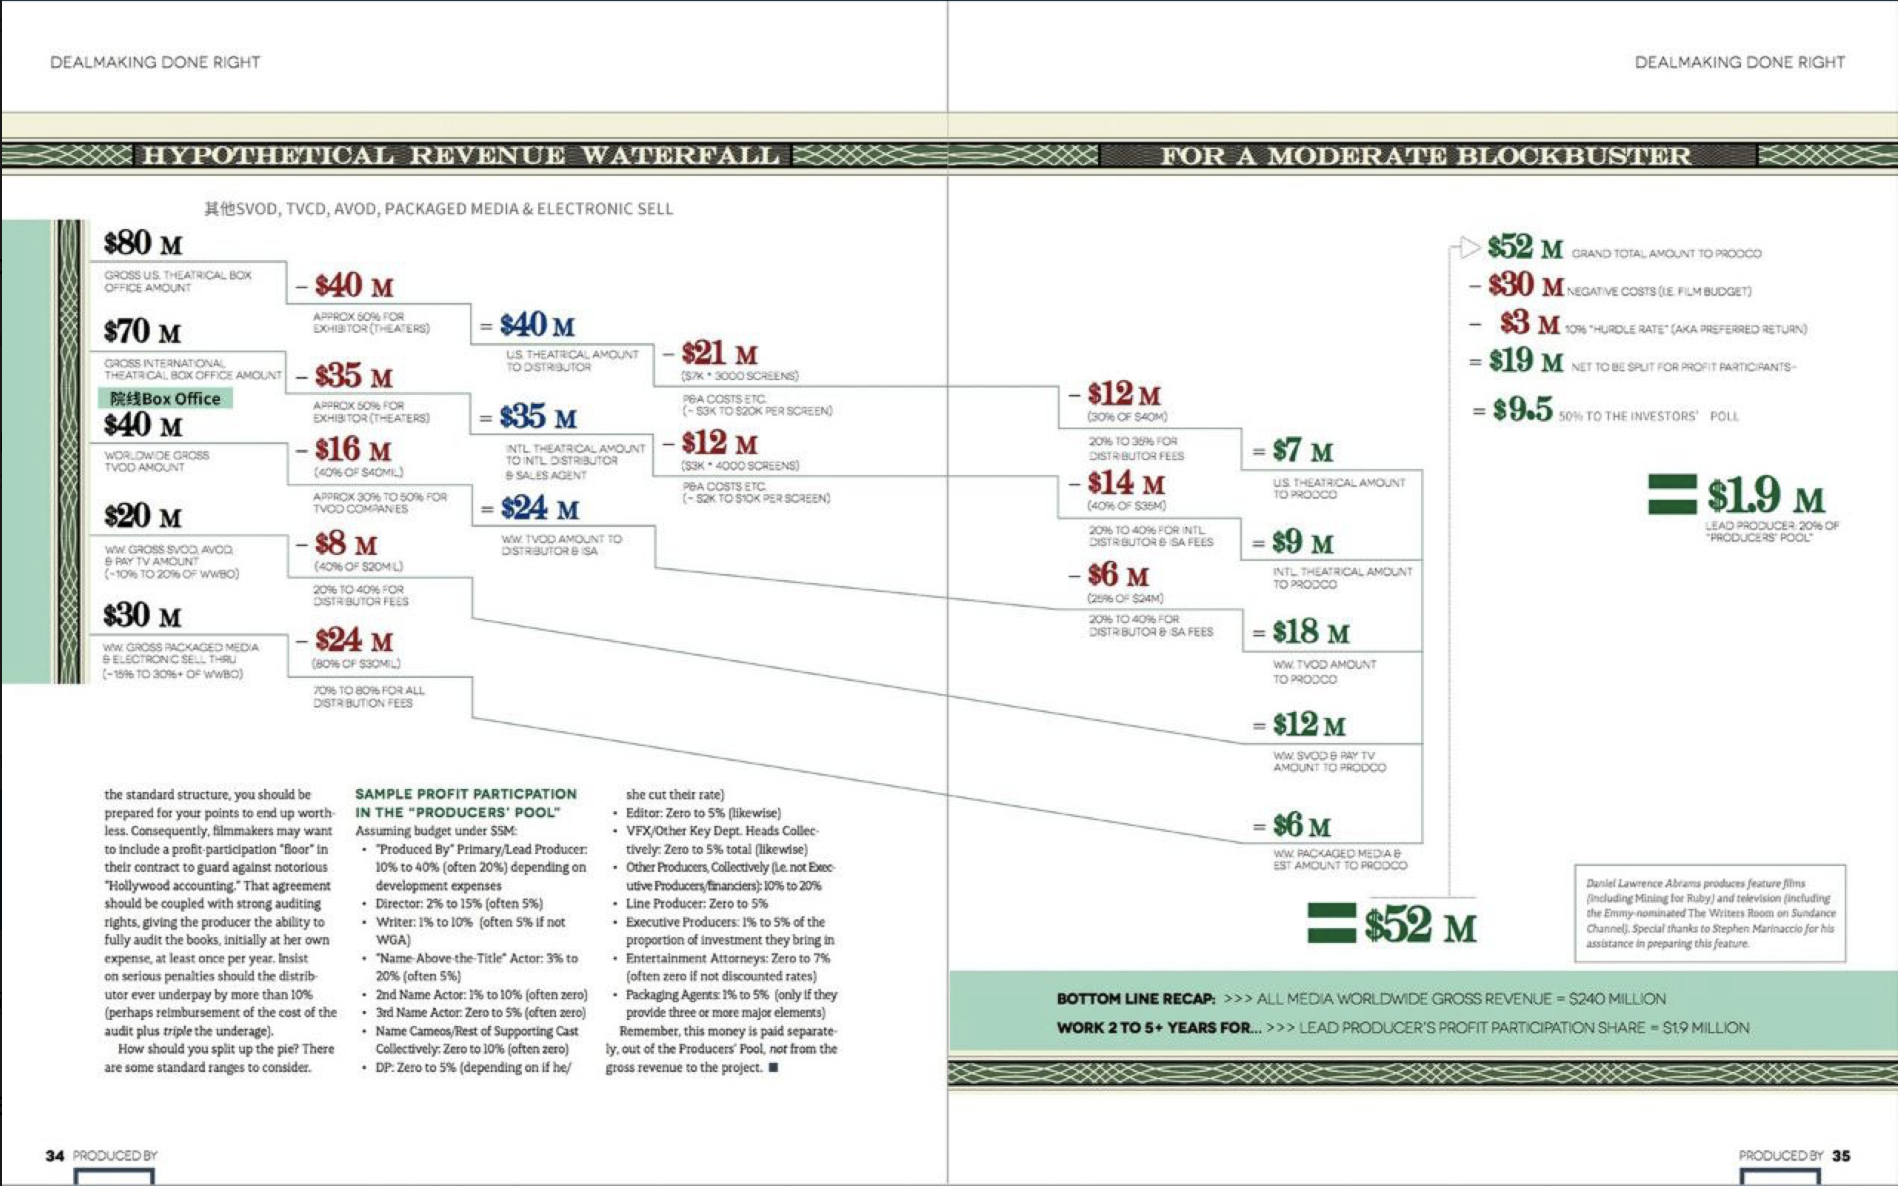 DEALMAKING DONE RIGHT
DEALMAKING DONE RIGHT
HYPOTHETICAL REVENUE WATERFALL
FOR A MODERATE BLOCKBUSTER
其他SVOD, TVCD, AVOD, PACKAGED MEDIA & ELECTRONIC SELL
$80 M
GROSS U.S. THEATRICAL BOX
OFFICE AMOUNT
$70 M
GROSS INTERNATIONAL
THEATRICAL BOX OFFICE AMOUNT
院线Box Office
$40 M
WORLDWIDE GROSS
TVOD AMOUNT
$20 M
WW. GROSS SVOD, AVOD,
& PAY TV AMOUNT
(~10% TO 20% OF WWBO)
$30 M
WW. GROSS PACKAGED MEDIA
& ELECTRONIC SELL THRU
(~15% TO 30%+ OF WWBO)
– $40 M
APPROX 50% FOR
EXHIBITOR (THEATERS)
– $35 M
APPROX 50% FOR
EXHIBITOR (THEATERS)
– $16 M
(40% OF $40MIL)
APPROX 30% TO 50% FOR
TVOD COMPANIES
– $8 M
(40% OF $20MIL)
20% TO 40% FOR
DISTRIBUTOR FEES
– $24 M
(80% OF $30MIL)
70% TO 80% FOR ALL
DISTRIBUTION FEES
= $40 M
U.S. THEATRICAL AMOUNT
TO DISTRIBUTOR
= $35 M
INTL. THEATRICAL AMOUNT
TO INTL. DISTRIBUTOR
& SALES AGENT
= $24 M
WW. TVOD AMOUNT TO
DISTRIBUTOR & ISA
– $21 M
($7K * 3000 SCREENS)
P&A COSTS ETC.
(~ $3K TO $20K PER SCREEN)
– $12 M
($3K * 4000 SCREENS)
P&A COSTS ETC.
(~ $2K TO $10K PER SCREEN)
– $12 M
(30% OF $40M)
20% TO 35% FOR
DISTRIBUTOR FEES
– $14 M
(40% OF $35M)
20% TO 40% FOR INTL.
DISTRIBUTOR & ISA FEES
– $6 M
(25% OF $24M)
20% TO 40% FOR
DISTRIBUTOR & ISA FEES
= $7 M
U.S. THEATRICAL AMOUNT
TO PRODCO
= $9 M
INTL. THEATRICAL AMOUNT
TO PRODCO
= $18 M
WW. TVOD AMOUNT
TO PRODCO
= $12 M
WW. SVOD & PAY TV
AMOUNT TO PRODCO
= $6 M
WW. PACKAGED MEDIA &
EST AMOUNT TO PRODCO
= $52 M
$52 M GRAND TOTAL AMOUNT TO PRODCO
– $30 M NEGATIVE COSTS (I.E. FILM BUDGET)
– $3 M 10% "HURDLE RATE" (AKA PREFERRED RETURN)
= $19 M NET TO BE SPLIT FOR PROFIT PARTICIPANTS-
= $9.5 50% TO THE INVESTORS' POLL
= $1.9 M
LEAD PRODUCER: 20% OF
"PRODUCERS' POOL"
the standard structure, you should be
prepared for your points to end up worth-
less. Consequently, filmmakers may want
to include a profit-participation "floor" in
their contract to guard against notorious
"Hollywood accounting." That agreement
should be coupled with strong auditing
rights, giving the producer the ability to
fully audit the books, initially at her own
expense, at least once per year. Insist
on serious penalties should the distrib-
utor ever underpay by more than 10%
(perhaps reimbursement of the cost of the
audit plus triple the underage).
How should you split up the pie? There
are some standard ranges to consider.
SAMPLE PROFIT PARTICPATION
IN THE "PRODUCERS' POOL"
Assuming budget under $5M:
• "Produced By" Primary/Lead Producer:
10% to 40% (often 20%) depending on
development expenses
• Director: 2% to 15% (often 5%)
• Writer: 1% to 10% (often 5% if not
WGA)
• "Name-Above-the-Title" Actor: 3% to
20% (often 5%)
• 2nd Name Actor: 1% to 10% (often zero)
• 3rd Name Actor: Zero to 5% (often zero)
• Name Cameos/Rest of Supporting Cast
Collectively: Zero to 10% (often zero)
• DP: Zero to 5% (depending on if he/
she cut their rate)
• Editor: Zero to 5% (likewise)
• VFX/Other Key Dept. Heads Collec-
tively: Zero to 5% total (likewise)
• Other Producers, Collectively (i.e. not Exec-
utive Producers/financiers): 10% to 20%
• Line Producer: Zero to 5%
• Executive Producers: 1% to 5% of the
proportion of investment they bring in
• Entertainment Attorneys: Zero to 7%
(often zero if not discounted rates)
• Packaging Agents: 1% to 5% (only if they
provide three or more major elements)
Remember, this money is paid separate-
ly, out of the Producers' Pool, not from the
gross revenue to the project. ■
Daniel Lawrence Abrams produces feature films
(including Mining for Ruby) and television (including
the Emmy-nominated The Writers Room on Sundance
Channel). Special thanks to Stephen Marinaccio for his
assistance in preparing this feature.
BOTTOM LINE RECAP: >>> ALL MEDIA WORLDWIDE GROSS REVENUE = $240 MILLION
WORK 2 TO 5+ YEARS FOR... >>> LEAD PRODUCER'S PROFIT PARTICIPATION SHARE = $1.9 MILLION
34 PRODUCED BY
PRODUCED BY 35